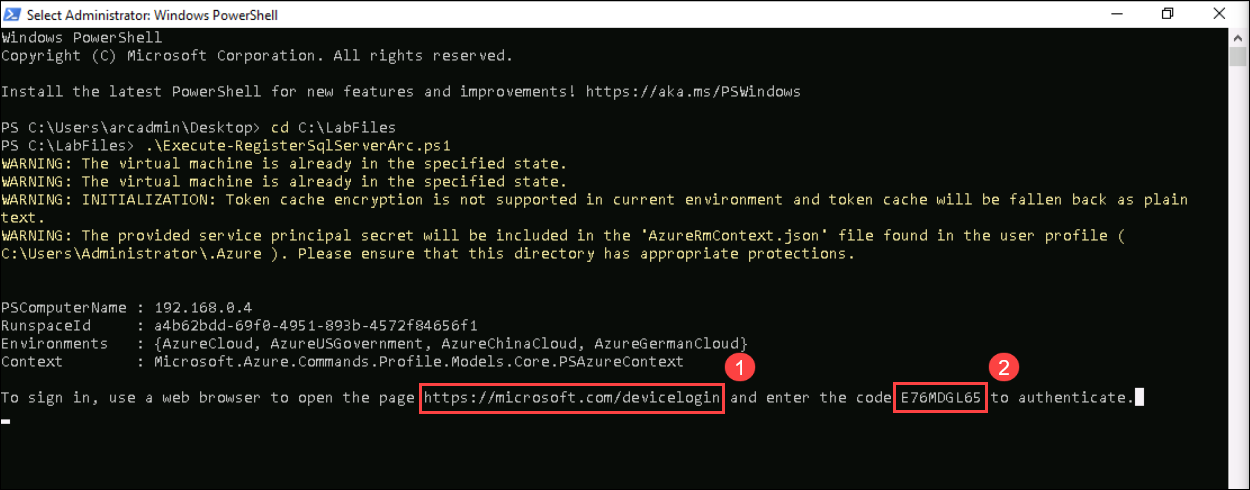 Select Administrator: Windows PowerShell
Windows PowerShell
Copyright (C) Microsoft Corporation. All rights reserved.
Install the latest PowerShell for new features and improvements! https://aka.ms/PSWindows
PS C:\Users\arcadmin\Desktop> cd C:\LabFiles
PS C:\LabFiles> .\Execute-RegisterSqlServerArc.ps1
WARNING: The virtual machine is already in the specified state.
WARNING: The virtual machine is already in the specified state.
WARNING: INITIALIZATION: Token cache encryption is not supported in current environment and token cache will be fallen back as plain
text.
WARNING: The provided service principal secret will be included in the 'AzureRmContext.json' file found in the user profile (
C:\Users\Administrator\.Azure ). Please ensure that this directory has appropriate protections.
PSComputerName : 192.168.0.4
RunspaceId : a4b62bdd-69f0-4951-893b-4572f84656f1
Environments : {AzureCloud, AzureUSGovernment, AzureChinaCloud, AzureGermanCloud}
Context : Microsoft.Azure.Commands.Profile.Models.Core.PSAzureContext
1 2
To sign in, use a web browser to open the page https://microsoft.com/devicelogin and enter the code E76MDGL65 to authenticate.